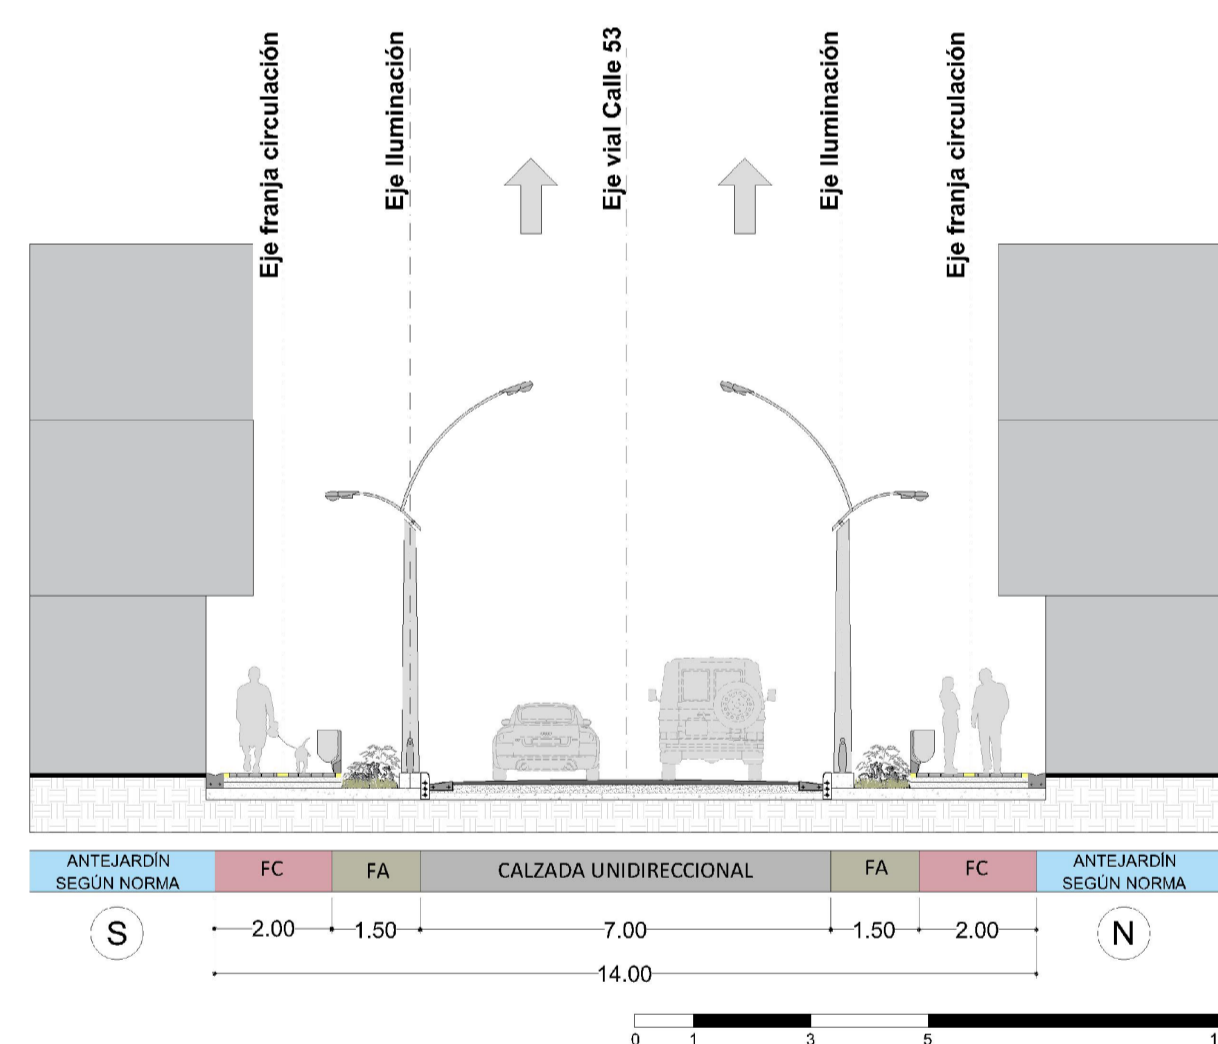 Eje franja circulación
Eje Iluminación
Eje vial Calle 53
Eje Iluminación
Eje franja circulación
ANTEJARDÍN
SEGÚN NORMA
FC
FA
CALZADA UNIDIRECCIONAL
FA
FC
ANTEJARDÍN
SEGÚN NORMA
S
2.00
1.50
7.00
1.50
2.00
N
14.00
0 1 3 5